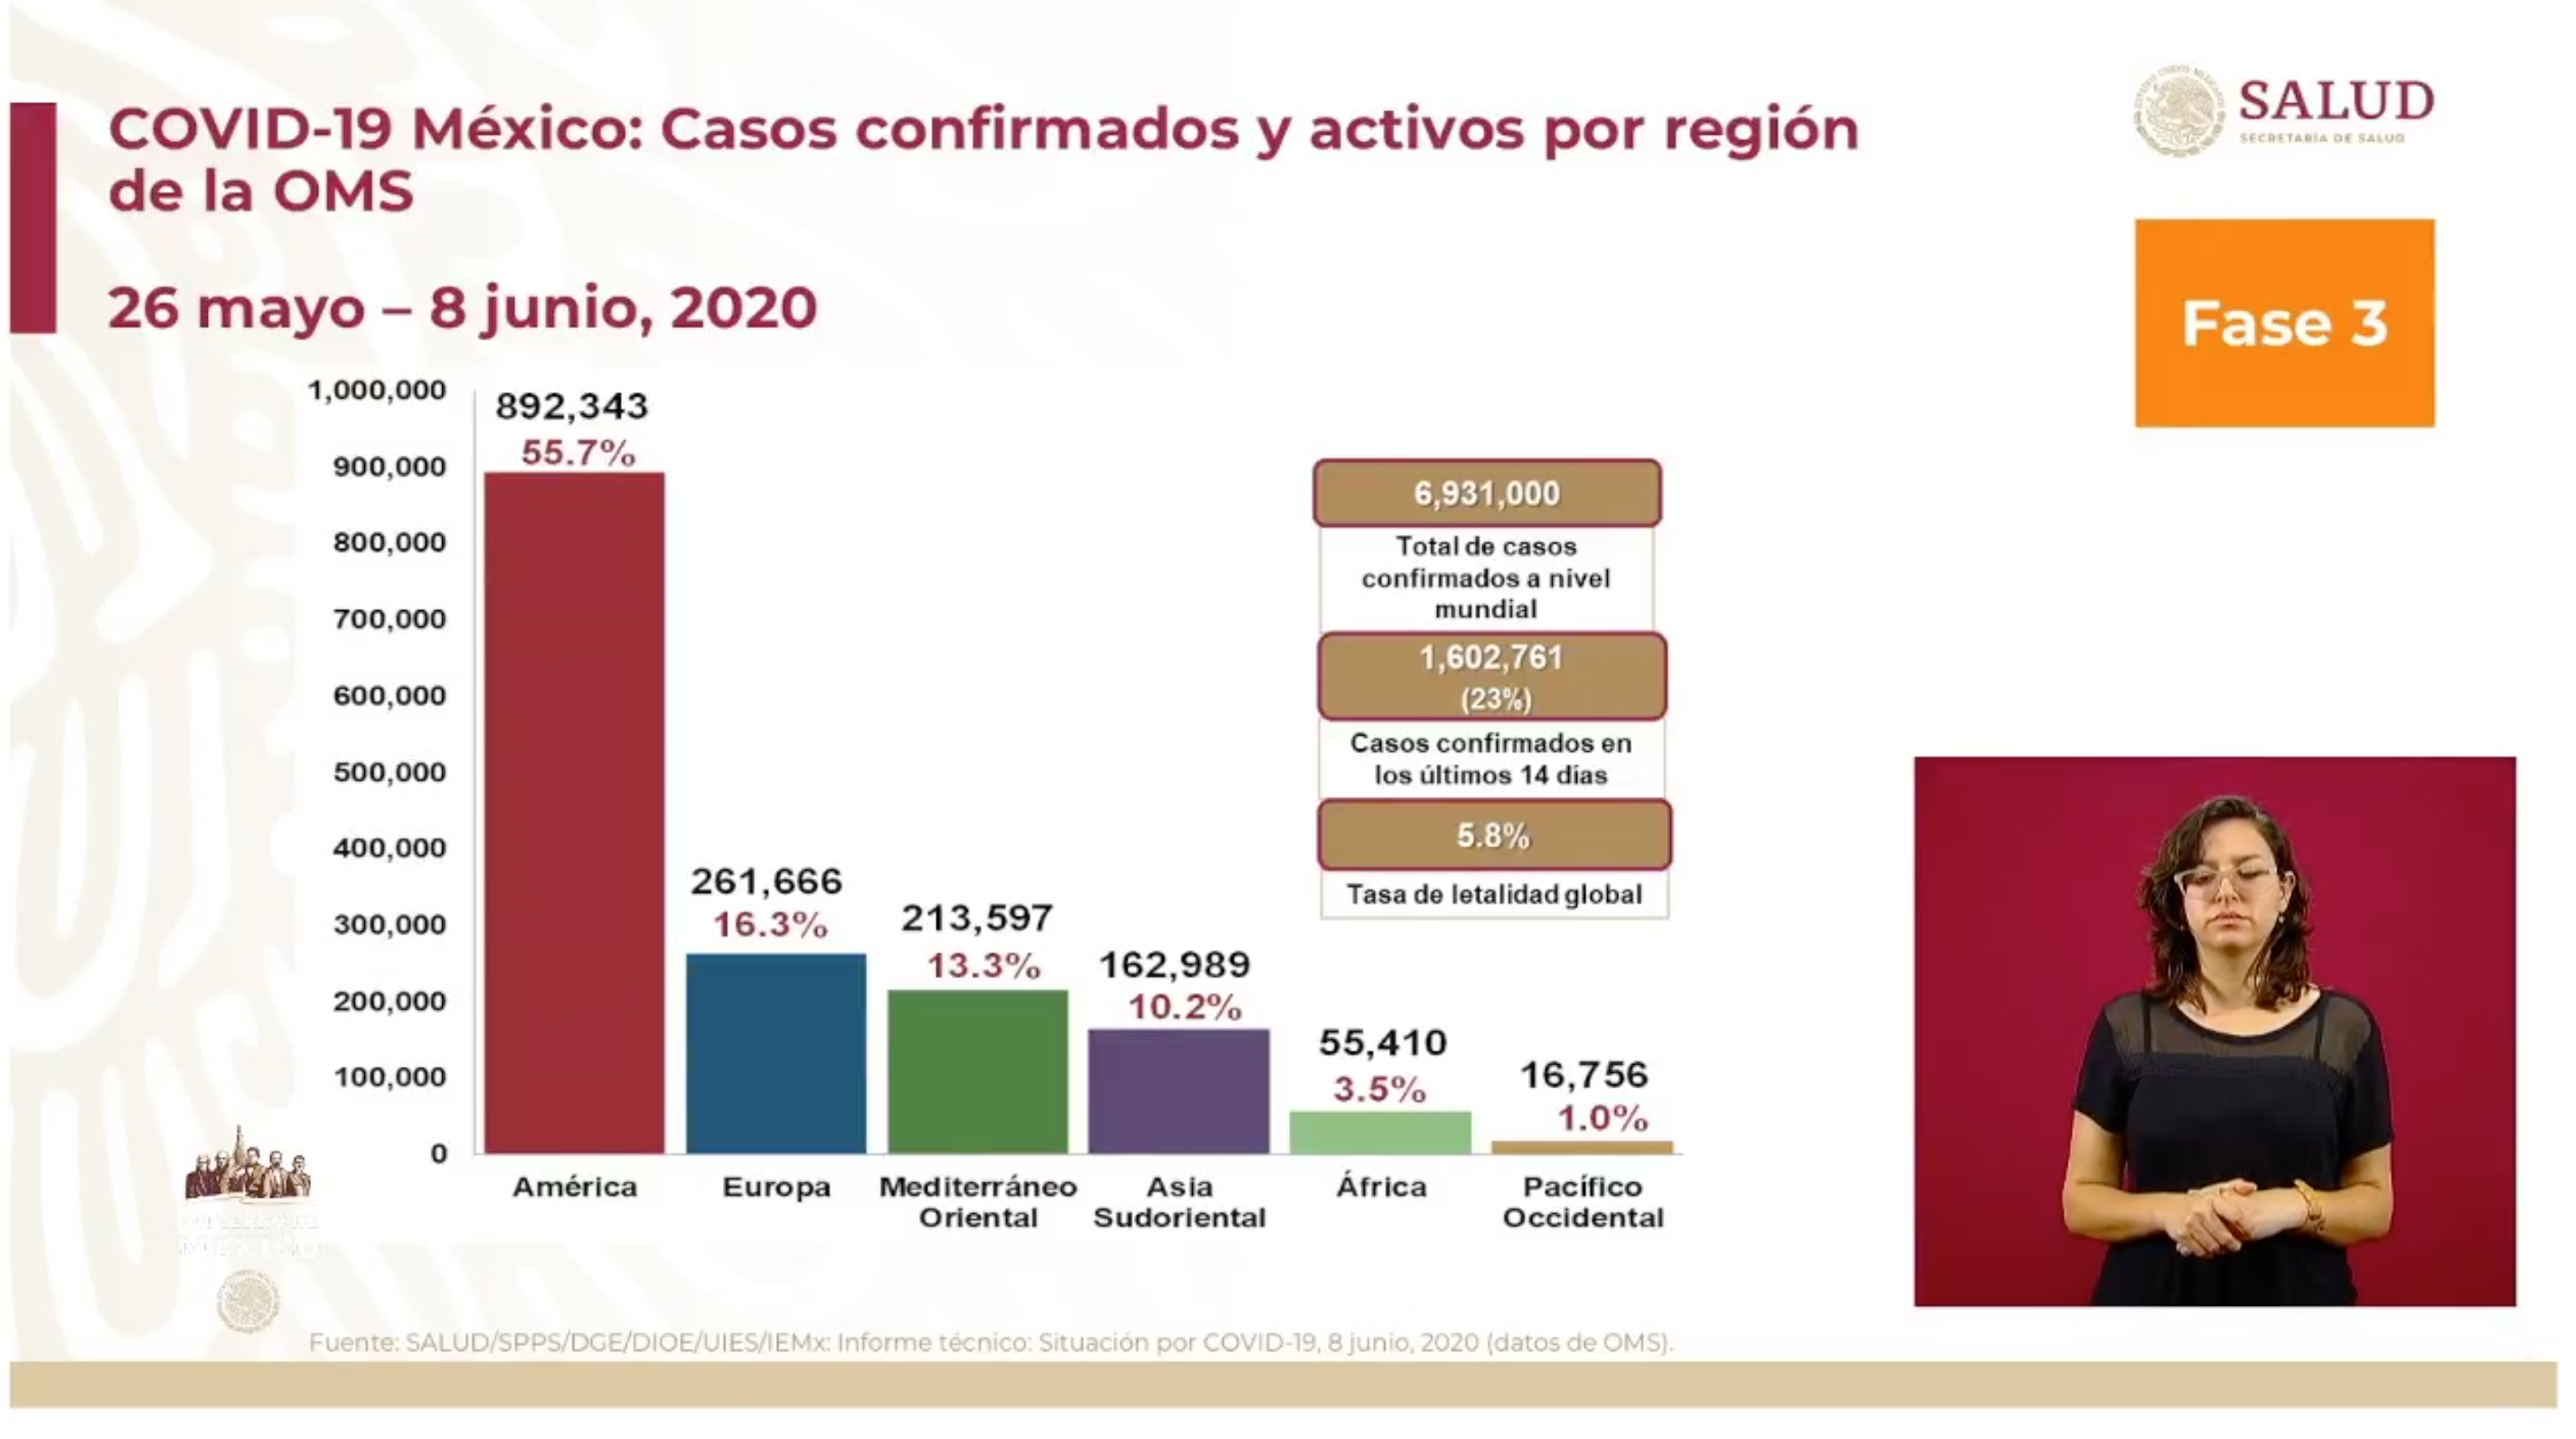 COVID-19 México: Casos confirmados y activos por región
de la OMS
26 mayo – 8 junio, 2020
SALUD
SECRETARÍA DE SALUD
Fase 3
1,000,000
900,000
800,000
700,000
600,000
500,000
400,000
300,000
200,000
100,000
0
892,343
55.7%
261,666
16.3%
213,597
13.3%
162,989
10.2%
55,410
3.5%
16,756
1.0%
América
Europa
Mediterráneo
Oriental
Asia
Sudoriental
África
Pacífico
Occidental
6,931,000
Total de casos
confirmados a nivel
mundial
1,602,761
(23%)
Casos confirmados en
los últimos 14 días
5.8%
Tasa de letalidad global
MÉXICO
Fuente: SALUD/SPPS/DGE/DIOE/UIES/IEMx: Informe técnico: Situación por COVID-19, 8 junio, 2020 (datos de OMS).